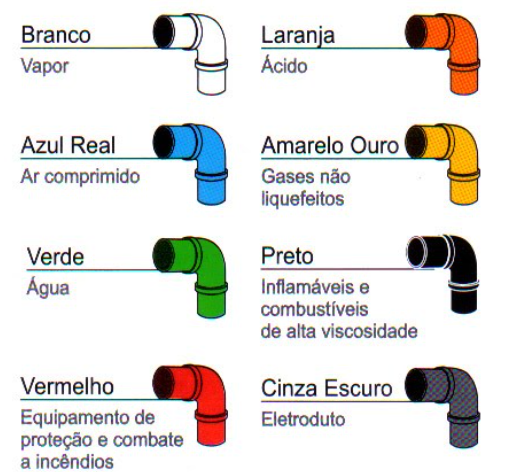 Branco
Vapor
Laranja
Ácido
Azul Real
Ar comprimido
Amarelo Ouro
Gases não
liquefeitos
Verde
Água
Preto
Inflamáveis e
combustíveis
de alta viscosidade
Vermelho
Equipamento de
proteção e combate
a incêndios
Cinza Escuro
Eletroduto